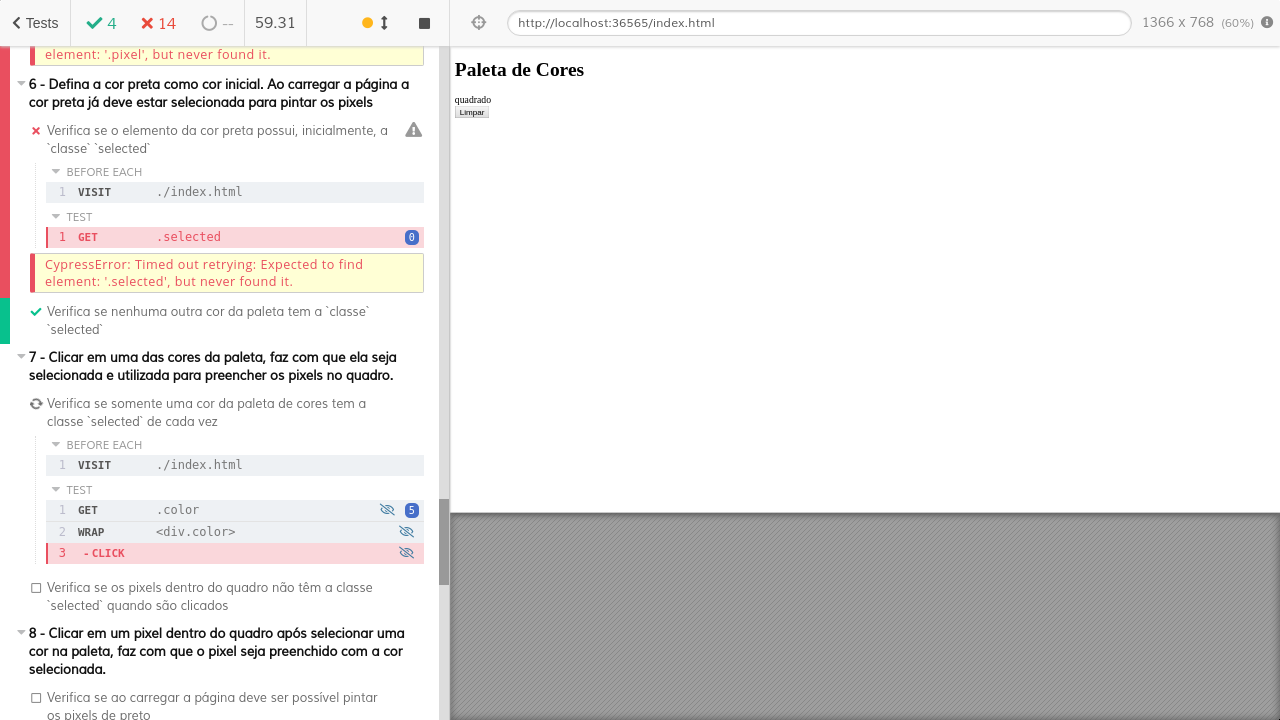 Tests
4
14
--
59.31
http://localhost:36565/index.html
1366 x 768 (60%)
element: '.pixel', but never found it.
6 - Defina a cor preta como cor inicial. Ao carregar a página a
cor preta já deve estar selecionada para pintar os pixels
Verifica se o elemento da cor preta possui, inicialmente, a
`classe` `selected`
BEFORE EACH
1 VISIT ./index.html
TEST
1 GET .selected 0
CypressError: Timed out retrying: Expected to find
element: '.selected', but never found it.
Verifica se nenhuma outra cor da paleta tem a `classe`
`selected`
7 - Clicar em uma das cores da paleta, faz com que ela seja
selecionada e utilizada para preencher os pixels no quadro.
Verifica se somente uma cor da paleta de cores tem a
classe `selected` de cada vez
BEFORE EACH
1 VISIT ./index.html
TEST
1 GET .color 5
2 WRAP <div.color>
3 - CLICK
Verifica se os pixels dentro do quadro não têm a classe
`selected` quando são clicados
8 - Clicar em um pixel dentro do quadro após selecionar uma
cor na paleta, faz com que o pixel seja preenchido com a cor
selecionada.
Verifica se ao carregar a página deve ser possível pintar
os pixels de preto
Paleta de Cores
quadrado
Limpar